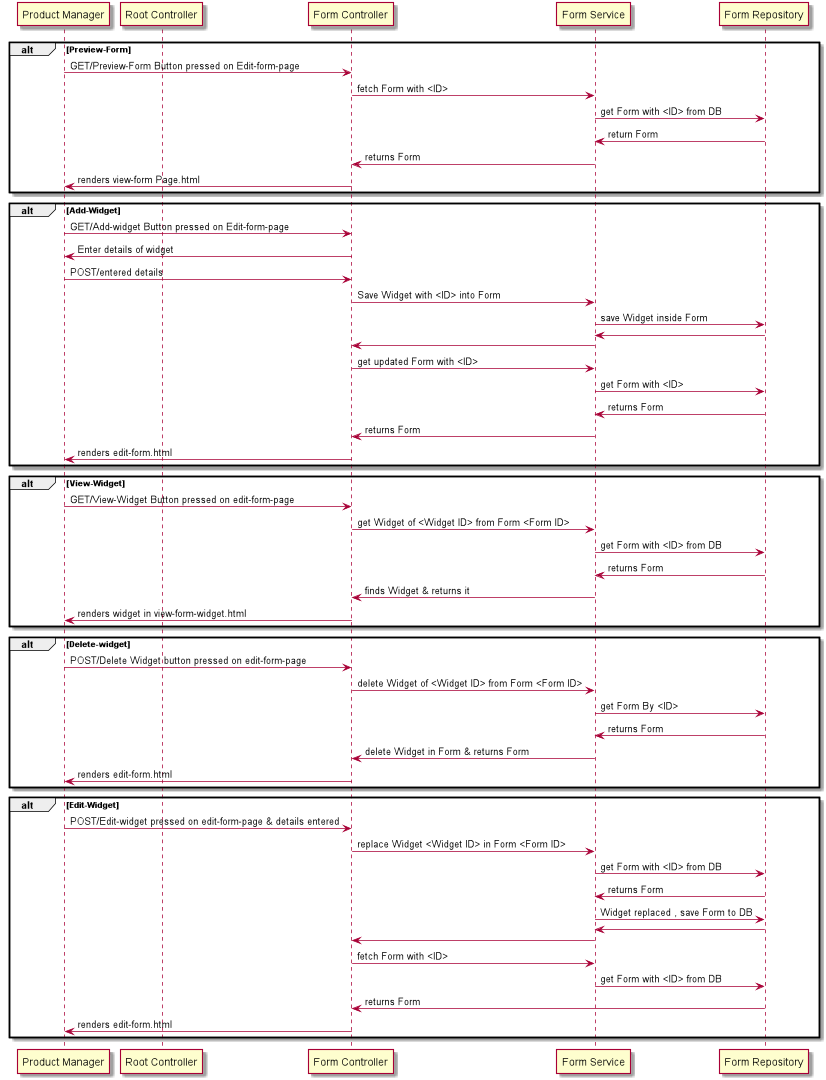 Product Manager Root Controller Form Controller Form Service Form Repository
alt [Preview-Form]
GET/Preview-Form Button pressed on Edit-form-page
fetch Form with <ID>
get Form with <ID> from DB
return Form
returns Form
renders view-form Page.html
alt [Add-Widget]
GET/Add-widget Button pressed on Edit-form-page
Enter details of widget
POST/entered details
Save Widget with <ID> into Form
save Widget inside Form
get updated Form with <ID>
get Form with <ID>
returns Form
returns Form
renders edit-form.html
alt [View-Widget]
GET/View-Widget Button pressed on edit-form-page
get Widget of <Widget ID> from Form <Form ID>
get Form with <ID> from DB
returns Form
finds Widget & returns it
renders widget in view-form-widget.html
alt [Delete-widget]
POST/Delete Widget button pressed on edit-form-page
delete Widget of <Widget ID> from Form <Form ID>
get Form By <ID>
returns Form
delete Widget in Form & returns Form
renders edit-form.html
alt [Edit-Widget]
POST/Edit-widget pressed on edit-form-page & details entered
replace Widget <Widget ID> in Form <Form ID>
get Form with <ID> from DB
returns Form
Widget replaced , save Form to DB
fetch Form with <ID>
get Form with <ID> from DB
returns Form
renders edit-form.html
Product Manager Root Controller Form Controller Form Service Form Repository